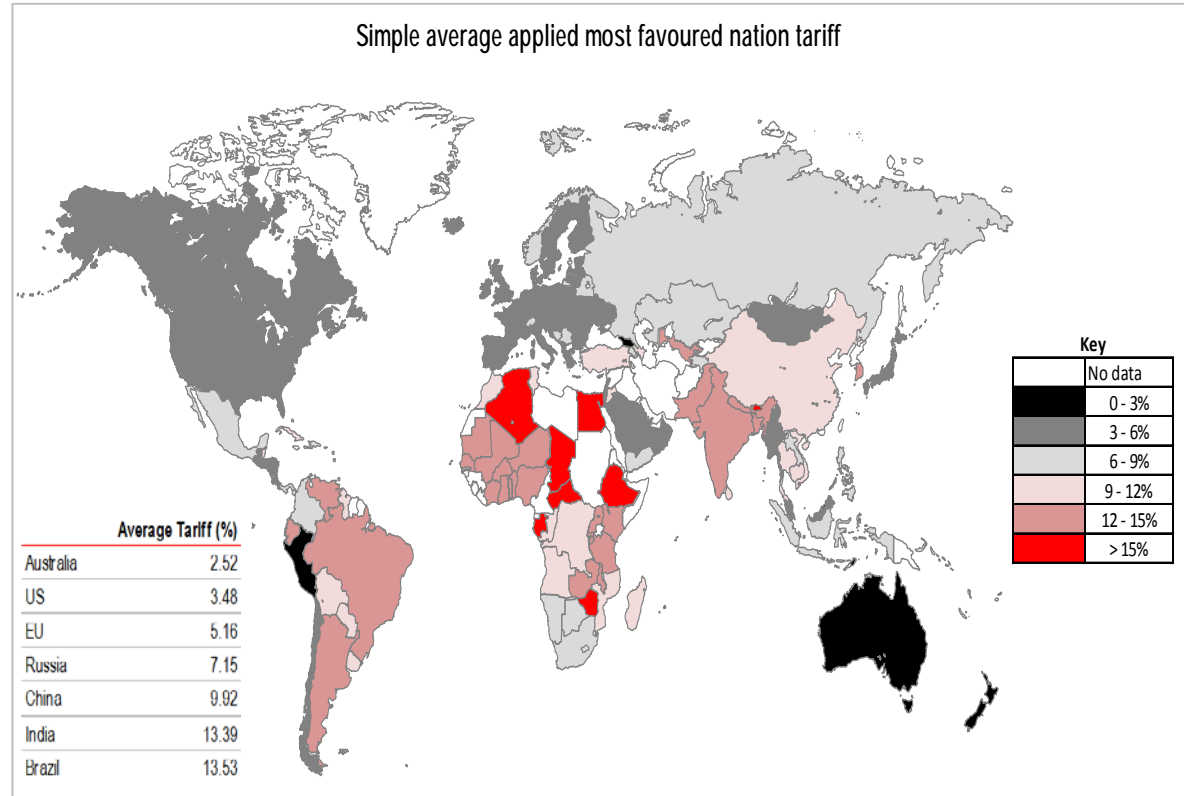 Simple average applied most favoured nation tariff
Key
No data
0 - 3%
3 - 6%
6 - 9%
9 - 12%
12 - 15%
> 15%
Average Tariff (%)
Australia 2.52
US 3.48
EU 5.16
Russia 7.15
China 9.92
India 13.39
Brazil 13.53